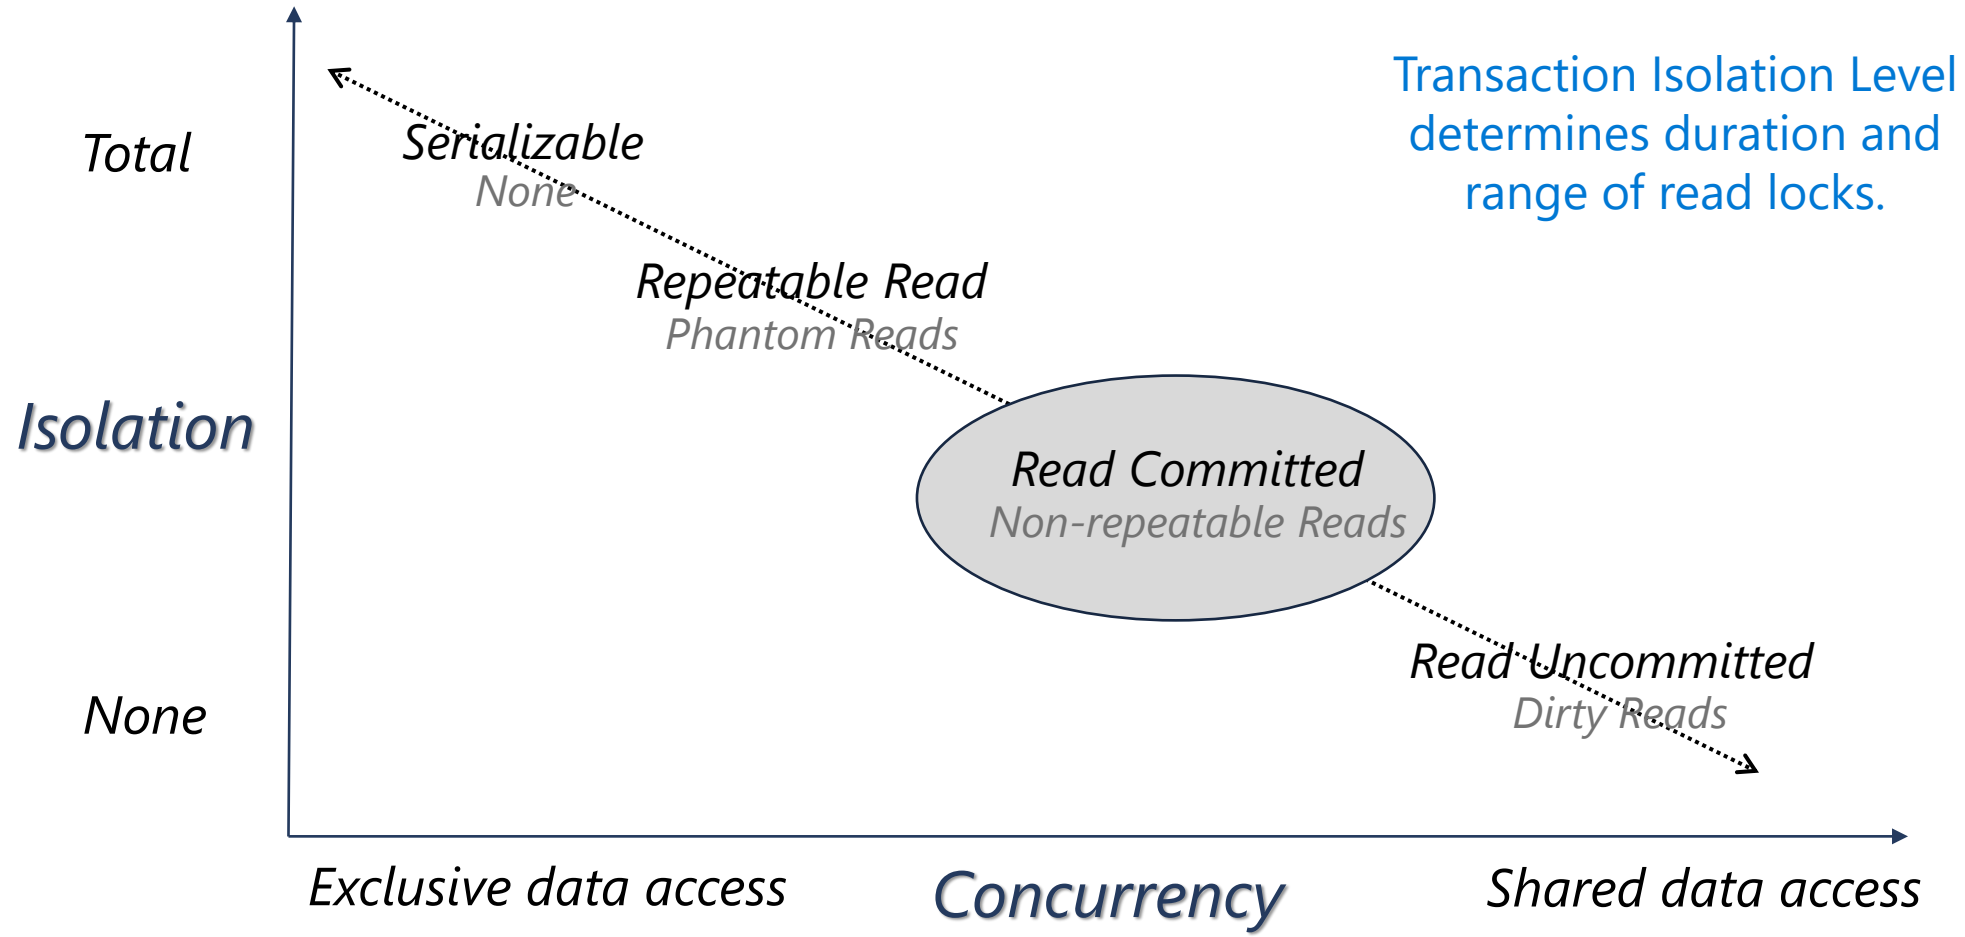 Transaction Isolation Level
determines duration and
range of read locks.
Total
Serializable
None
Repeatable Read
Phantom Reads
Isolation
Read Committed
Non-repeatable Reads
Read Uncommitted
Dirty Reads
None
Exclusive data access
Concurrency
Shared data access